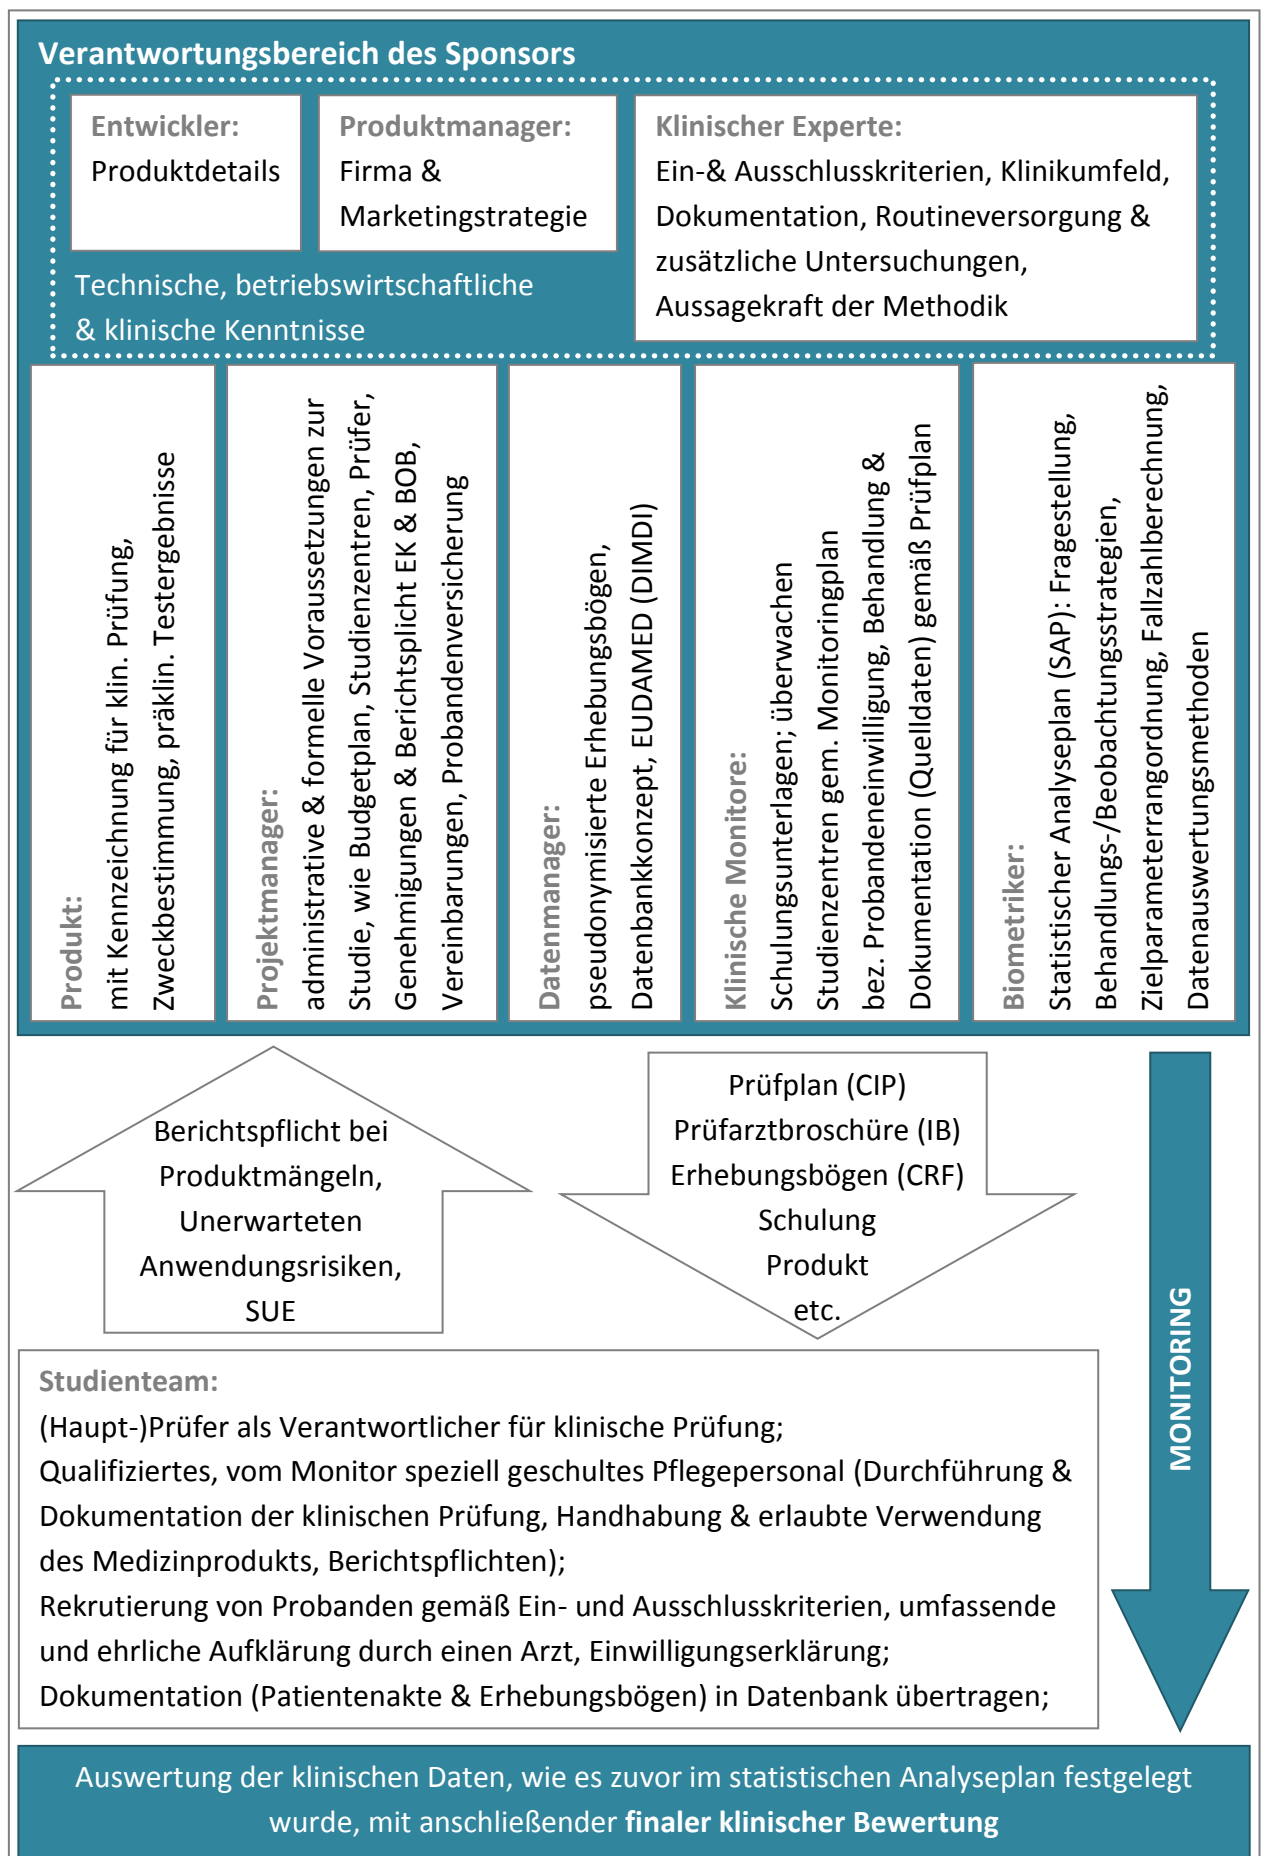 Verantwortungsbereich des Sponsors
Entwickler:
Produktdetails
Produktmanager:
Firma &
Marketingstrategie
Klinischer Experte:
Ein-& Ausschlusskriterien, Klinikumfeld,
Dokumentation, Routineversorgung &
zusätzliche Untersuchungen,
Aussagekraft der Methodik
Technische, betriebswirtschaftliche
& klinische Kenntnisse
Produkt:
mit Kennzeichnung für klin. Prüfung,
Zweckbestimmung, präklin. Testergebnisse
Projektmanager:
administrative & formelle Voraussetzungen zur
Studie, wie Budgetplan, Studienzentren, Prüfer,
Genehmigungen & Berichtsplicht EK & BOB,
Vereinbarungen, Probandenversicherung
Datenmanager:
pseudonymisierte Erhebungsbögen,
Datenbankkonzept, EUDAMED (DIMDI)
Klinische Monitore:
Schulungsunterlagen; überwachen
Studienzentren gem. Monitoringplan
bez. Probandeneinwilligung, Behandlung &
Dokumentation (Quelldaten) gemäß Prüfplan
Biometriker:
Statistischer Analyseplan (SAP): Fragestellung,
Behandlungs-/Beobachtungsstrategien,
Zielparameterrangordnung, Fallzahlberechnung,
Datenauswertungsmethoden
Berichtspflicht bei
Produktmängeln,
Unerwarteten
Anwendungsrisiken,
SUE
Prüfplan (CIP)
Prüfarztbroschüre (IB)
Erhebungsbögen (CRF)
Schulung
Produkt
etc.
MONITORING
Studienteam:
(Haupt-)Prüfer als Verantwortlicher für klinische Prüfung;
Qualifiziertes, vom Monitor speziell geschultes Pflegepersonal (Durchführung &
Dokumentation der klinischen Prüfung, Handhabung & erlaubte Verwendung
des Medizinprodukts, Berichtspflichten);
Rekrutierung von Probanden gemäß Ein- und Ausschlusskriterien, umfassende
und ehrliche Aufklärung durch einen Arzt, Einwilligungserklärung;
Dokumentation (Patientenakte & Erhebungsbögen) in Datenbank übertragen;
Auswertung der klinischen Daten, wie es zuvor im statistischen Analyseplan festgelegt
wurde, mit anschließender finaler klinischer Bewertung